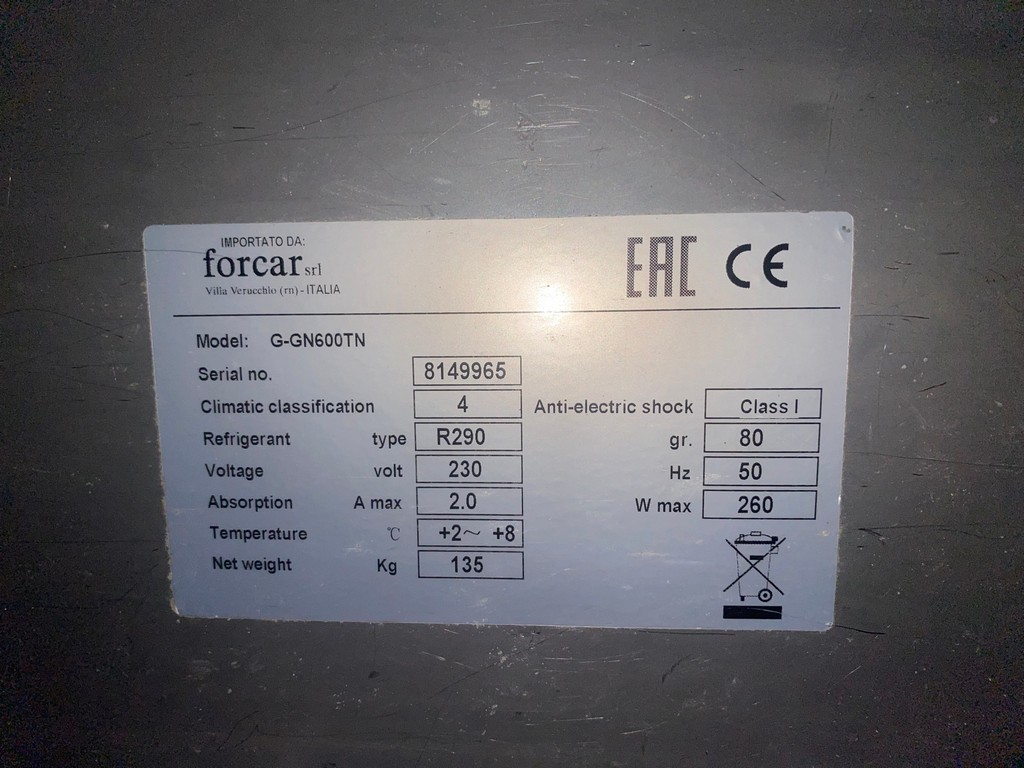 IMPORTATO DA:
forcar srl
Villa Verucchio (rn) - ITALIA
EAC CE
Model: G-GN600TN
Serial no. 8149965
Climatic classification 4 Anti-electric shock Class I
Refrigerant type R290 gr. 80
Voltage volt 230 Hz 50
Absorption A max 2.0 W max 260
Temperature ℃ +2～ +8
Net weight Kg 135